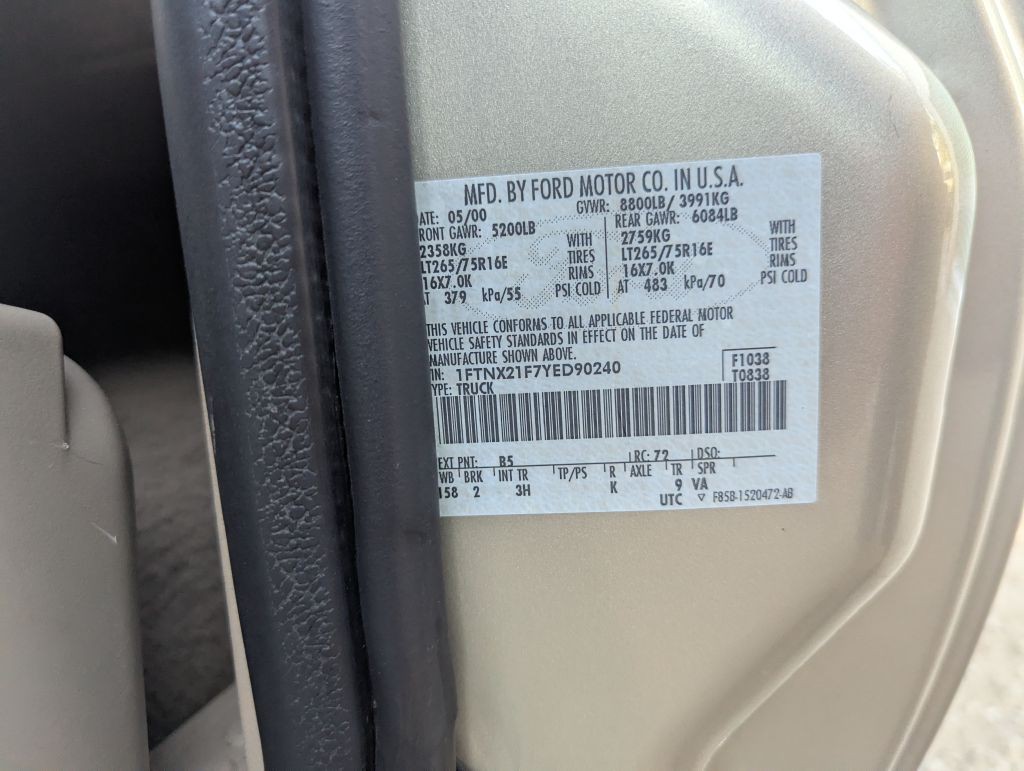 MFD. BY FORD MOTOR CO. IN U.S.A.
DATE: 05/00 GVWR: 8800LB/ 3991KG
FRONT GAWR: 5200LB REAR GAWR: 6084LB
2358KG WITH 2759KG WITH
LT265/75R16E TIRES LT265/75R16E TIRES
16X7.0K RIMS 16X7.0K RIMS
AT 379 kPa/55 PSI COLD AT 483 kPa/70 PSI COLD
THIS VEHICLE CONFORMS TO ALL APPLICABLE FEDERAL MOTOR
VEHICLE SAFETY STANDARDS IN EFFECT ON THE DATE OF
MANUFACTURE SHOWN ABOVE.
1FTNX21F7YED90240 F1038
TYPE: TRUCK T0838
EXT PNT: B5 RC: 72 DSO:
WB BRK INT TR TP/PS R AXLE TR SPR
158 2 3H K 9 VA
UTC ▽ F85B-1520472-AB